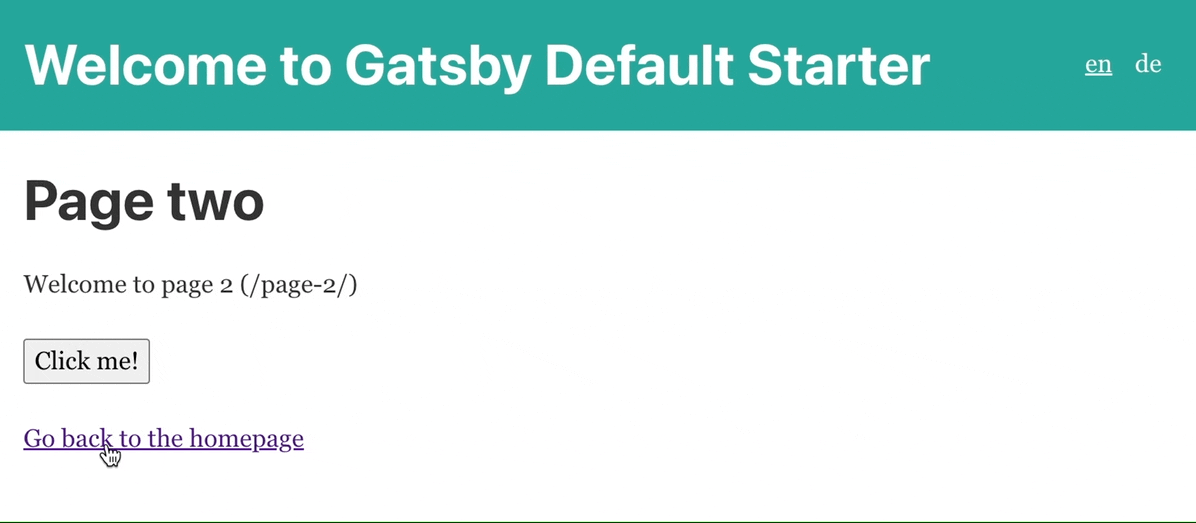 Welcome to Gatsby Default Starter en de
Page two
Welcome to page 2 (/page-2/)
Click me!
Go back to the homepage